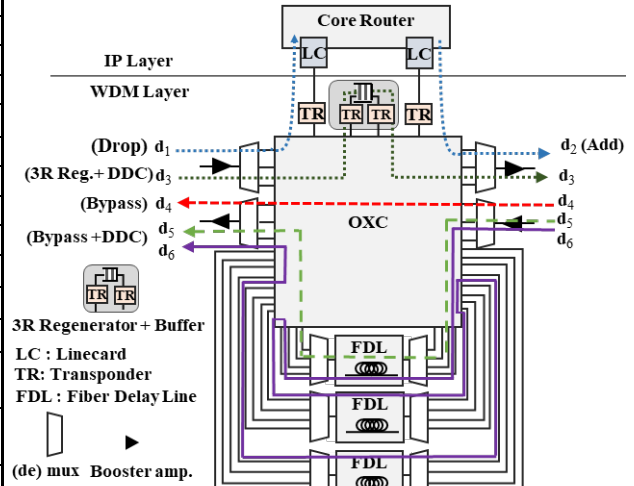 Core Router
LC
LC
IP Layer
WDM Layer
TR
TR
TR
TR
(Drop) d1
d2 (Add)
(3R Reg.+ DDC) d3
d3
(Bypass) d4
d4
OXC
d5
(Bypass +DDC) d5
d6
d6
TR
TR
3R Regenerator + Buffer
FDL
LC : Linecard
TR: Transponder
FDL : Fiber Delay Line
FDL
FDL
(de) mux
Booster amp.